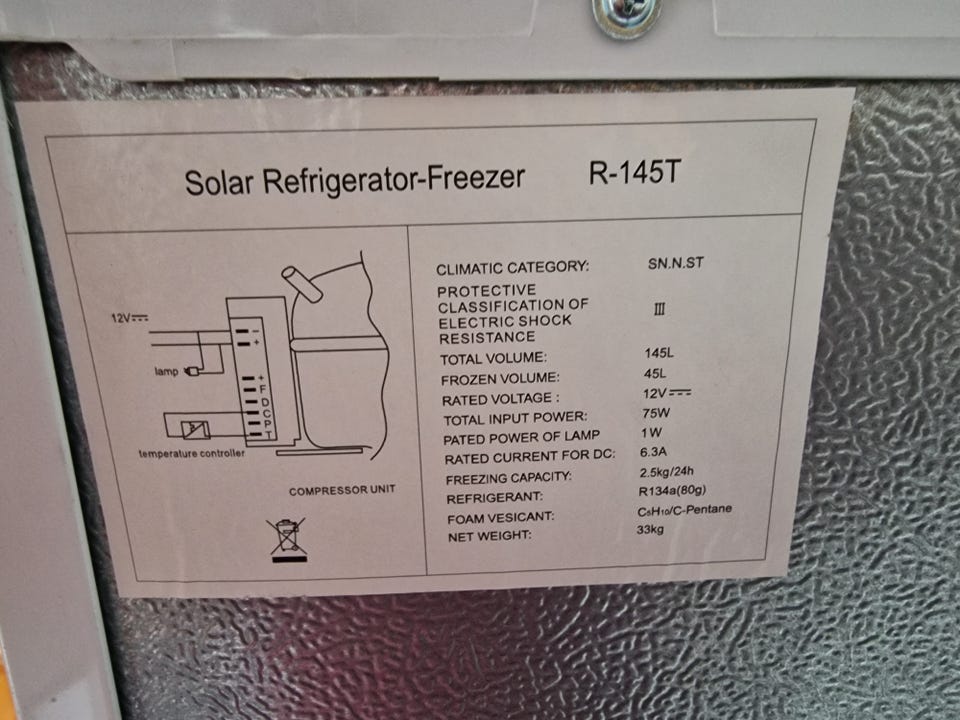 Solar Refrigerator-Freezer R-145T
12V
lamp
temperature controller
−
+
+
F
D
C
P
T
COMPRESSOR UNIT
CLIMATIC CATEGORY: SN.N.ST
PROTECTIVE
CLASSIFICATION OF
ELECTRIC SHOCK
RESISTANCE III
TOTAL VOLUME: 145L
FROZEN VOLUME: 45L
RATED VOLTAGE : 12V
TOTAL INPUT POWER: 75W
PATED POWER OF LAMP 1W
RATED CURRENT FOR DC: 6.3A
FREEZING CAPACITY: 2.5kg/24h
REFRIGERANT: R134a(80g)
FOAM VESICANT: C₅H₁₀/C-Pentane
NET WEIGHT: 33kg